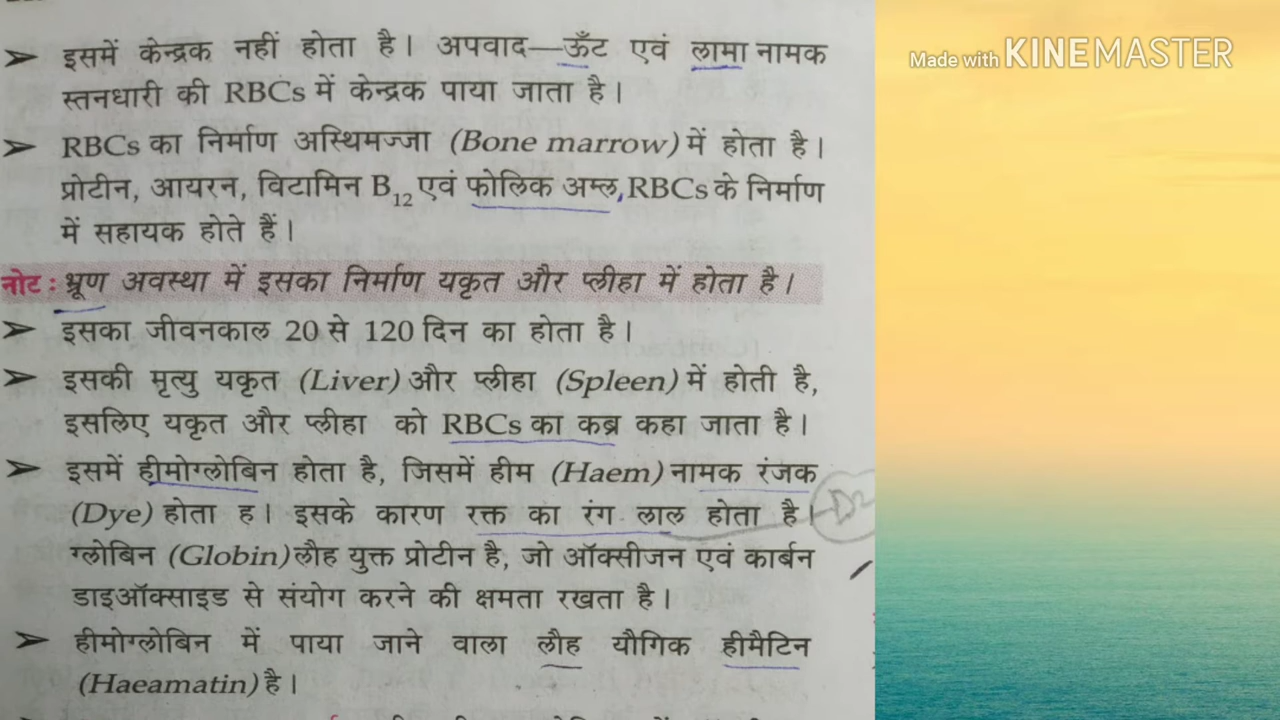 ➤ इसमें केन्द्रक नहीं होता है। अपवाद—ऊँट एवं लामा नामक
स्तनधारी की RBCs में केन्द्रक पाया जाता है।
➤ RBCs का निर्माण अस्थिमज्जा (Bone marrow) में होता है।
प्रोटीन, आयरन, विटामिन B12 एवं फोलिक अम्ल, RBCs के निर्माण
में सहायक होते हैं।
नोट : भ्रूण अवस्था में इसका निर्माण यकृत और प्लीहा में होता है।
➤ इसका जीवनकाल 20 से 120 दिन का होता है।
➤ इसकी मृत्यु यकृत (Liver) और प्लीहा (Spleen) में होती है,
इसलिए यकृत और प्लीहा को RBCs का कब्र कहा जाता है।
➤ इसमें हीमोग्लोबिन होता है, जिसमें हीम (Haem) नामक रंजक
(Dye) होता ह। इसके कारण रक्त का रंग लाल होता है।
ग्लोबिन (Globin) लौह युक्त प्रोटीन है, जो ऑक्सीजन एवं कार्बन
डाइऑक्साइड से संयोग करने की क्षमता रखता है।
➤ हीमोग्लोबिन में पाया जाने वाला लौह यौगिक हीमैटिन
(Haeamatin) है।
Made with KINEMASTER